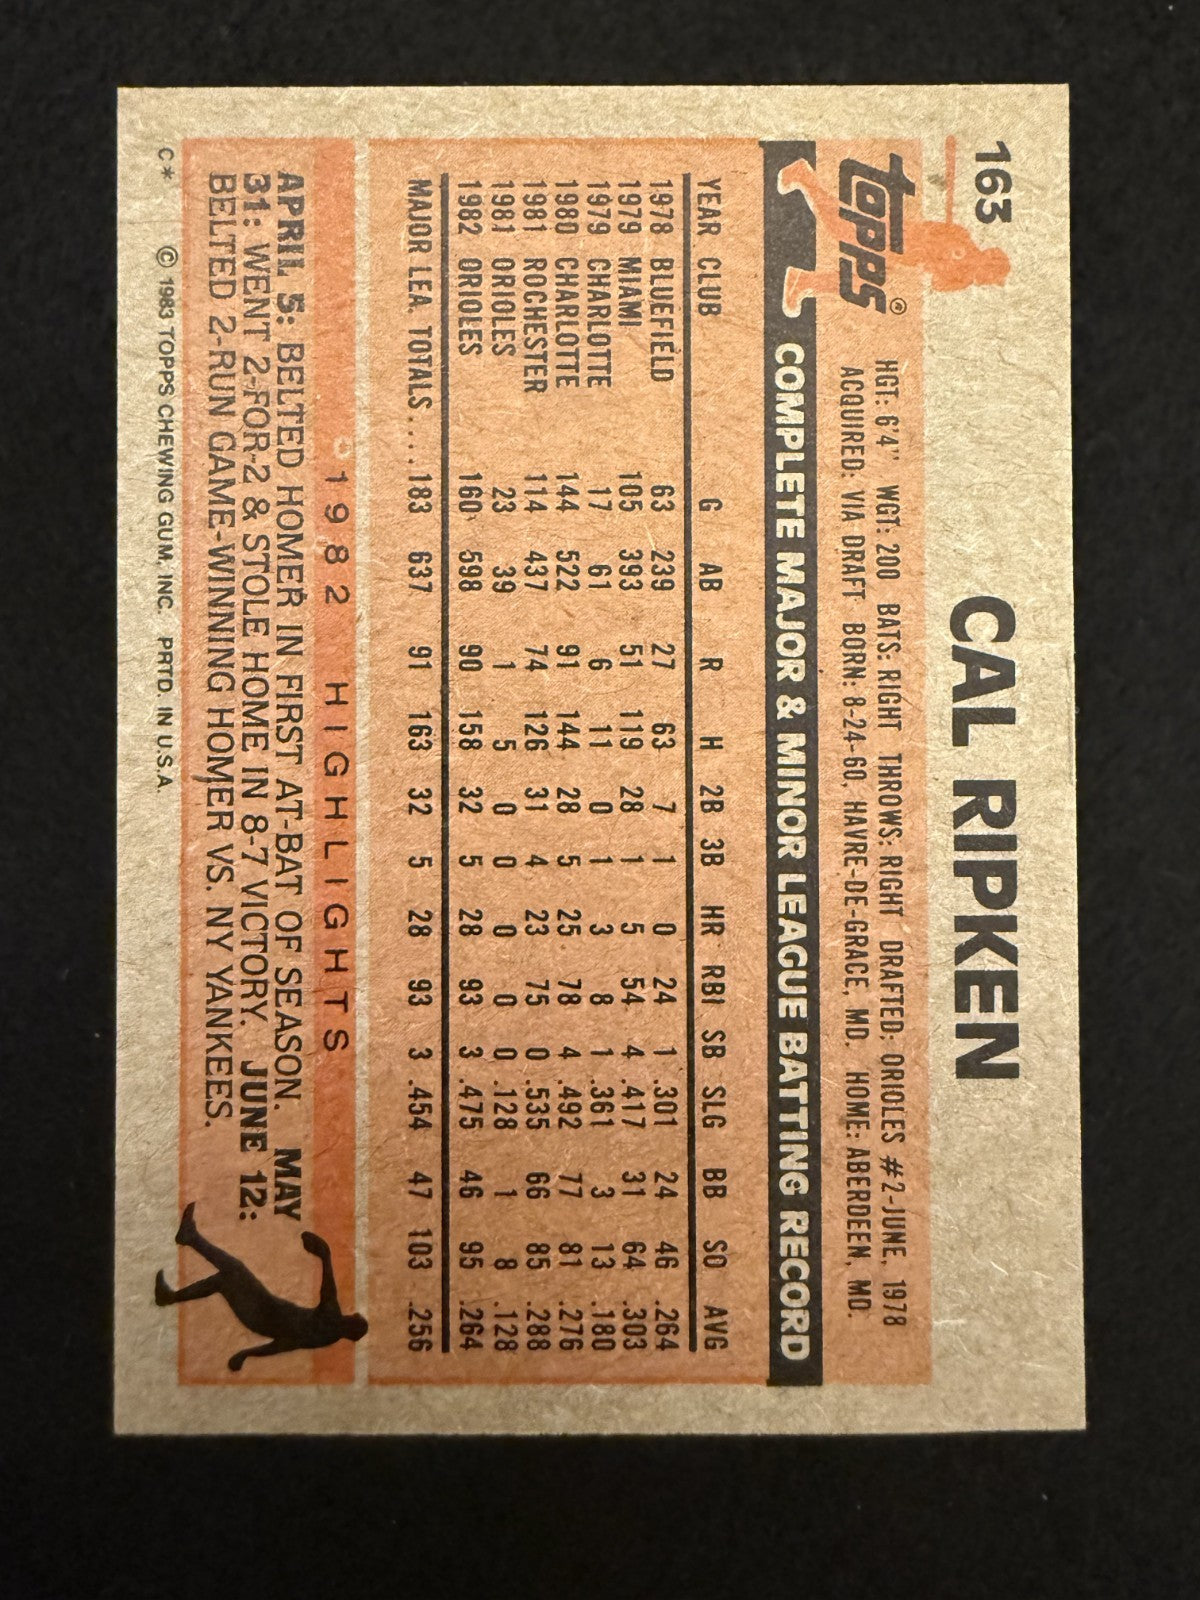 163
CAL RIPKEN
Topps®
HGT: 6'4" WGT: 200 BATS: RIGHT THROWS: RIGHT DRAFTED: ORIOLES #2-JUNE, 1978
ACQUIRED: VIA DRAFT BORN: 8-24-60, HAVRE-DE-GRACE, MD. HOME: ABERDEEN, MD.
COMPLETE MAJOR & MINOR LEAGUE BATTING RECORD
YEAR CLUB G AB R H 2B 3B HR RBI SB SLG BB SO AVG
1978 BLUEFIELD 63 239 27 63 7 1 0 24 1 .301 24 46 .264
1979 MIAMI 105 393 51 119 28 1 5 54 4 .417 31 64 .303
1979 CHARLOTTE 17 61 6 11 0 1 3 8 1 .361 3 13 .180
1980 CHARLOTTE 144 522 91 144 28 5 25 78 4 .492 77 81 .276
1981 ROCHESTER 114 437 74 126 31 4 23 75 0 .535 66 85 .288
1981 ORIOLES 23 39 1 5 0 0 0 0 0 .128 1 8 .128
1982 ORIOLES 160 598 90 158 32 5 28 93 3 .475 46 95 .264
MAJOR LEA. TOTALS.....183 637 91 163 32 5 28 93 3 .454 47 103 .256
1982 HIGHLIGHTS
APRIL 5: BELTED HOMER IN FIRST AT-BAT OF SEASON. MAY
31: WENT 2-FOR-2 & STOLE HOME IN 8-7 VICTORY. JUNE 12:
BELTED 2-RUN GAME-WINNING HOMER VS. NY YANKEES.
C* © 1983 TOPPS CHEWING GUM, INC. PRTD. IN U.S.A.